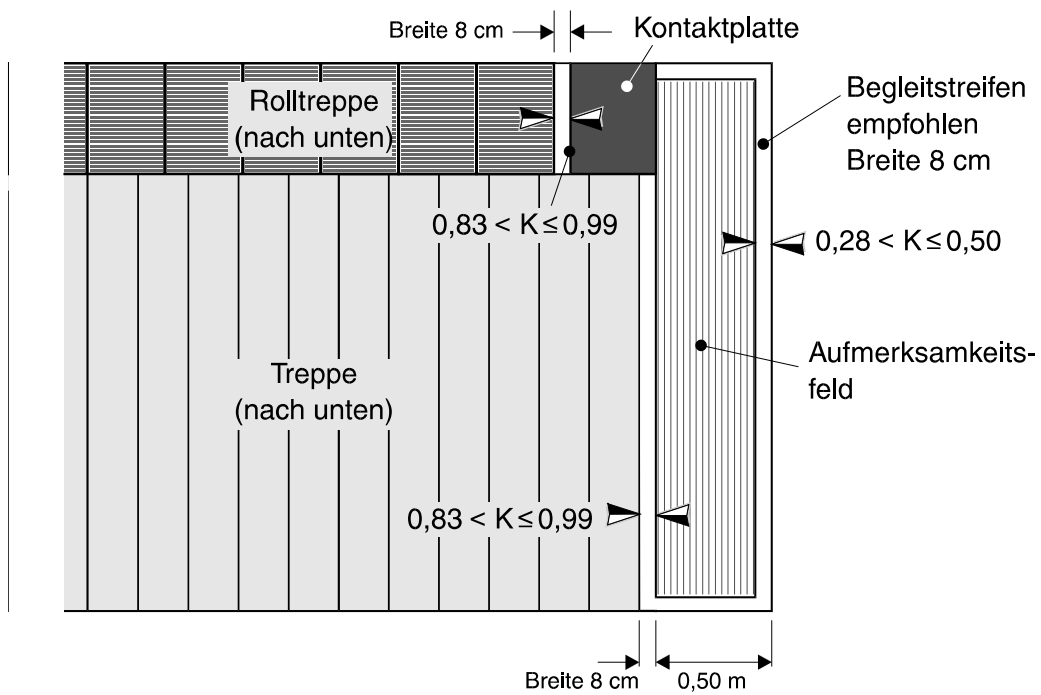 Breite 8 cm
Kontaktplatte
Rolltreppe
(nach unten)
Begleitstreifen
empfohlen
Breite 8 cm
0,83 < K ≤ 0,99
0,28 < K ≤ 0,50
Treppe
(nach unten)
Aufmerksamkeits-
feld
0,83 < K ≤ 0,99
Breite 8 cm
0,50 m